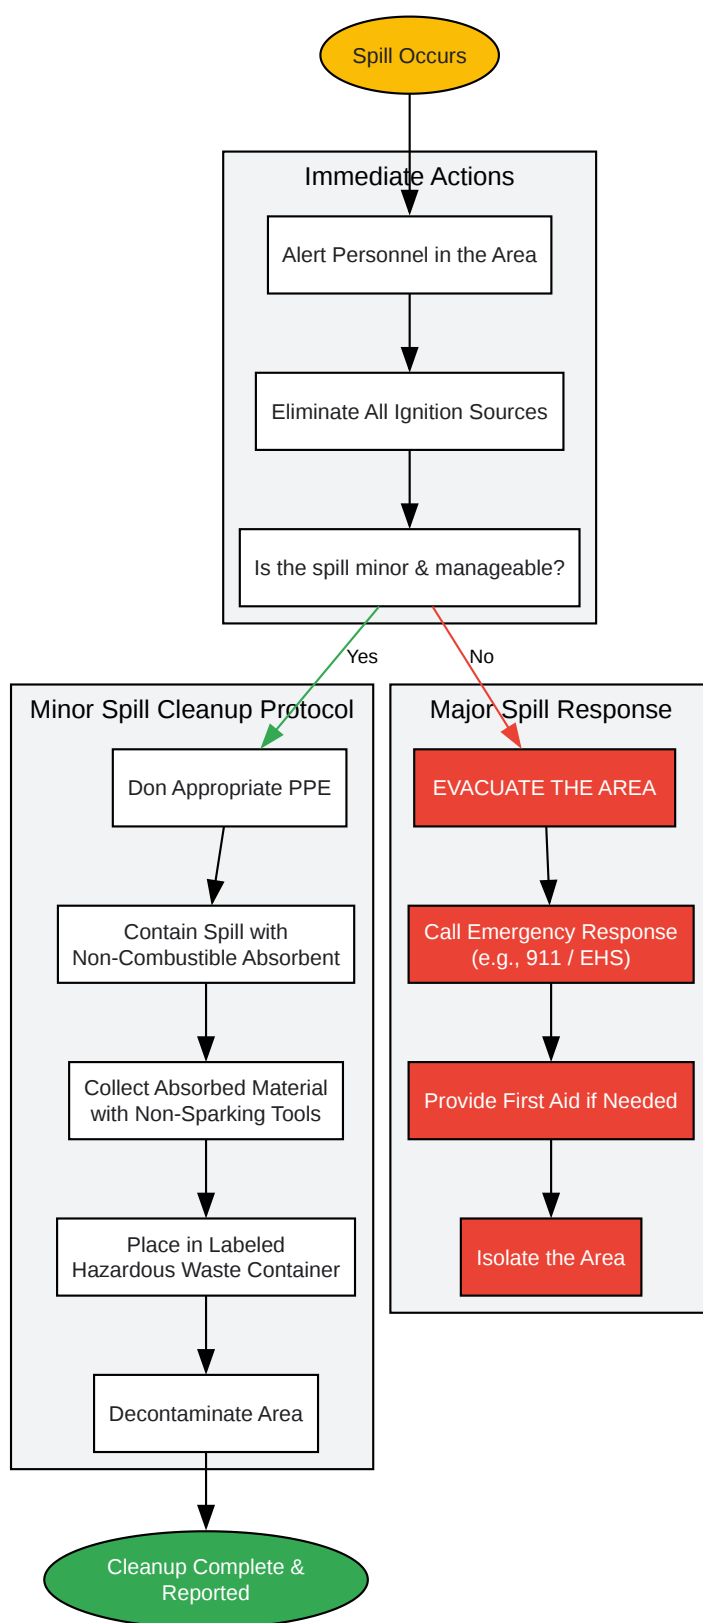 Spill Occurs
Immediate Actions
Alert Personnel in the Area
Eliminate All Ignition Sources
Is the spill minor & manageable?
Yes
No
Minor Spill Cleanup Protocol
Don Appropriate PPE
Contain Spill with
Non-Combustible Absorbent
Collect Absorbed Material
with Non-Sparking Tools
Place in Labeled
Hazardous Waste Container
Decontaminate Area
Cleanup Complete &
Reported
Major Spill Response
EVACUATE THE AREA
Call Emergency Response
(e.g., 911 / EHS)
Provide First Aid if Needed
Isolate the Area